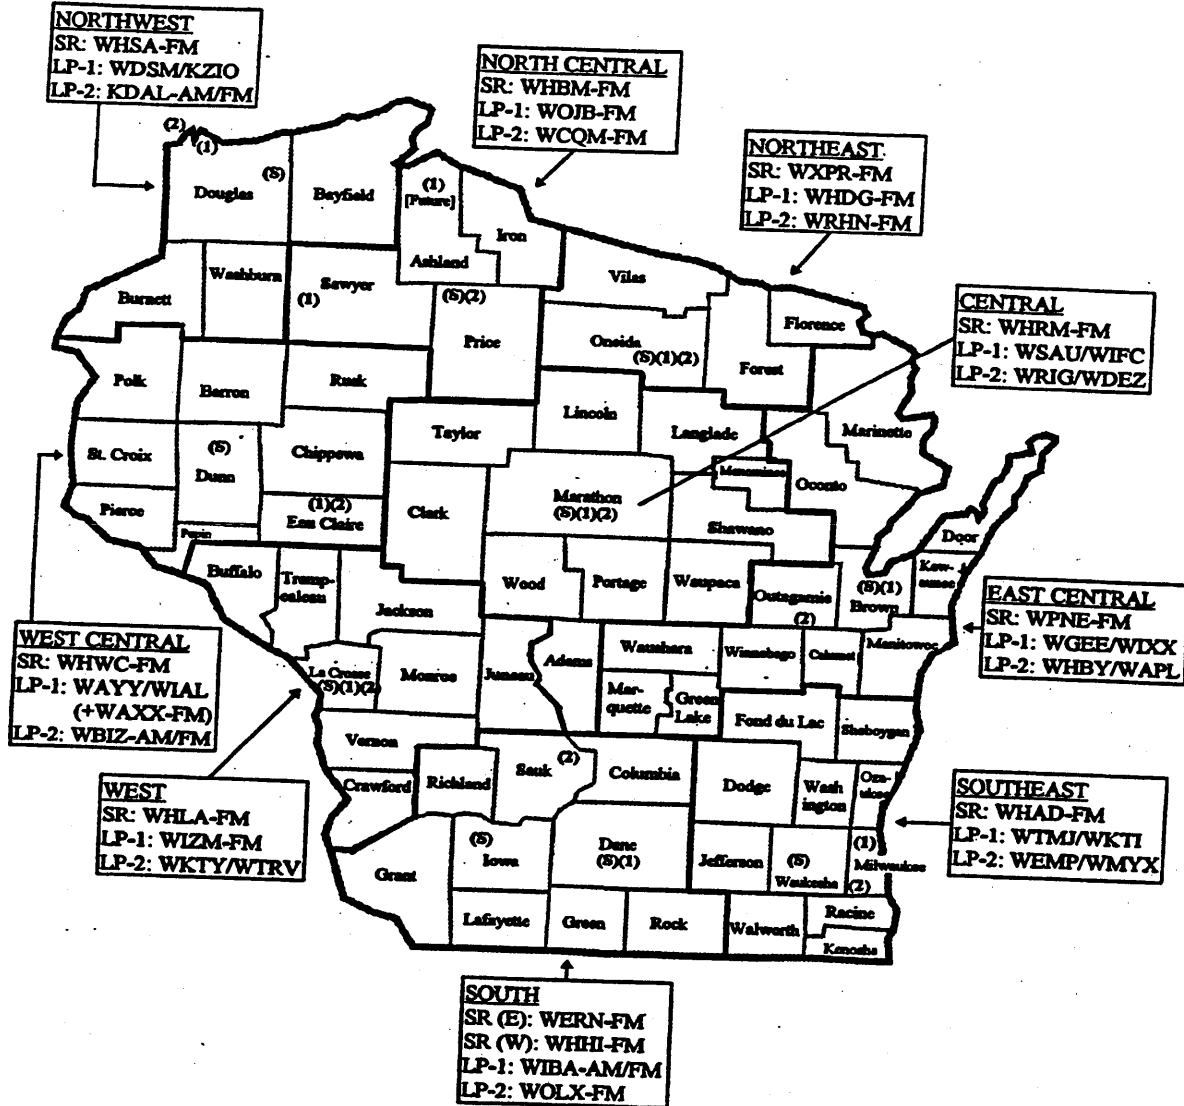 NORTHWEST
SR: WHSA-FM
LP-1: WDSM/KZIO
LP-2: KDAL-AM/FM
NORTH CENTRAL
SR: WHBM-FM
LP-1: WOJB-FM
LP-2: WCQM-FM
NORTHEAST
SR: WXPR-FM
LP-1: WHDG-FM
LP-2: WRHN-FM
CENTRAL
SR: WHRM-FM
LP-1: WSAU/WIFC
LP-2: WRIG/WDEZ
EAST CENTRAL
SR: WPNE-FM
LP-1: WGEE/WIXX
LP-2: WHBY/WAPL
SOUTHEAST
SR: WHAD-FM
LP-1: WTMJ/WKTI
LP-2: WEMP/WMYX
SOUTH
SR (E): WERN-FM
SR (W): WHHI-FM
LP-1: WIBA-AM/FM
LP-2: WOLX-FM
WEST
SR: WHLA-FM
LP-1: WIZM-FM
LP-2: WKTY/WTRV
WEST CENTRAL
SR: WHWC-FM
LP-1: WAYY/WIAL
(+WAXX-FM)
LP-2: WBIZ-AM/FM
(2)
(1)
Douglas
(S)
Bayfield
(1)
[Future]
Ashland
Iron
Vilas
Burnett
Washburn
Sawyer
(1)
(S)(2)
Price
Oneida
(S)(1)(2)
Forest
Florence
Polk
Barron
Rusk
Taylor
Lincoln
Langlade
Marinette
Oconto
Menominee
St. Croix
(S)
Dunn
Chippewa
Clark
Marathon
(S)(1)(2)
Shawano
Pierce
Pepin
(1)(2)
Eau Claire
Door
Buffalo
Tremp-
ealeau
Jackson
Wood
Portage
Waupaca
Outagamie
(2)
(S)(1)
Brown
Kew-
aunee
La Crosse
(S)(1)(2)
Monroe
Juneau
Adams
Waushara
Winnebago
Calumet
Manitowoc
Mar-
quette
Green
Lake
Fond du Lac
Sheboygan
Vernon
Crawford
Richland
Sauk
(2)
Columbia
Dodge
Wash
ington
Oza-
ukee
Grant
(S)
Iowa
Dane
(S)(1)
Jefferson
(S)
Waukesha
(1)
Milwaukee
(2)
Lafayette
Green
Rock
Walworth
Racine
Kenosha